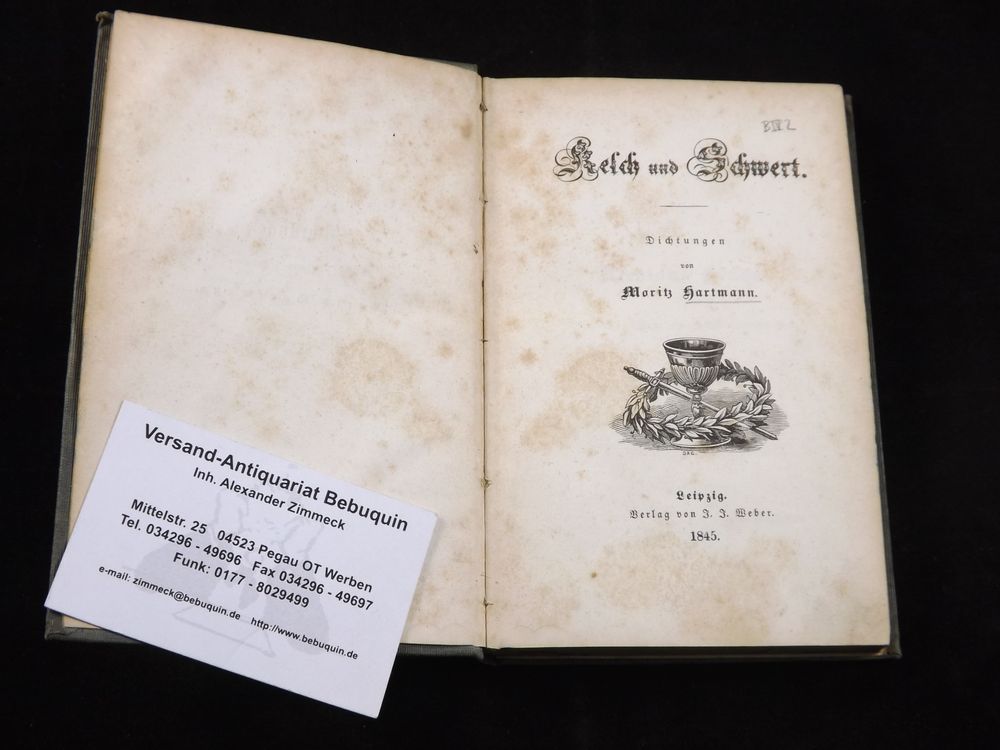 Versand-Antiquariat Bebuquin
Inh. Alexander Zimmeck
Mittelstr. 25 04523 Pegau OT Werben
Tel. 034296 - 49696 Fax 034296 - 49697
Funk: 0177 - 8029499
e-mail: zimmeck@bebuquin.de http://www.bebuquin.de
Kelch und Schwert.
Dichtungen
von
Moritz Hartmann.
Leipzig.
Verlag von J. J. Weber.
1845.